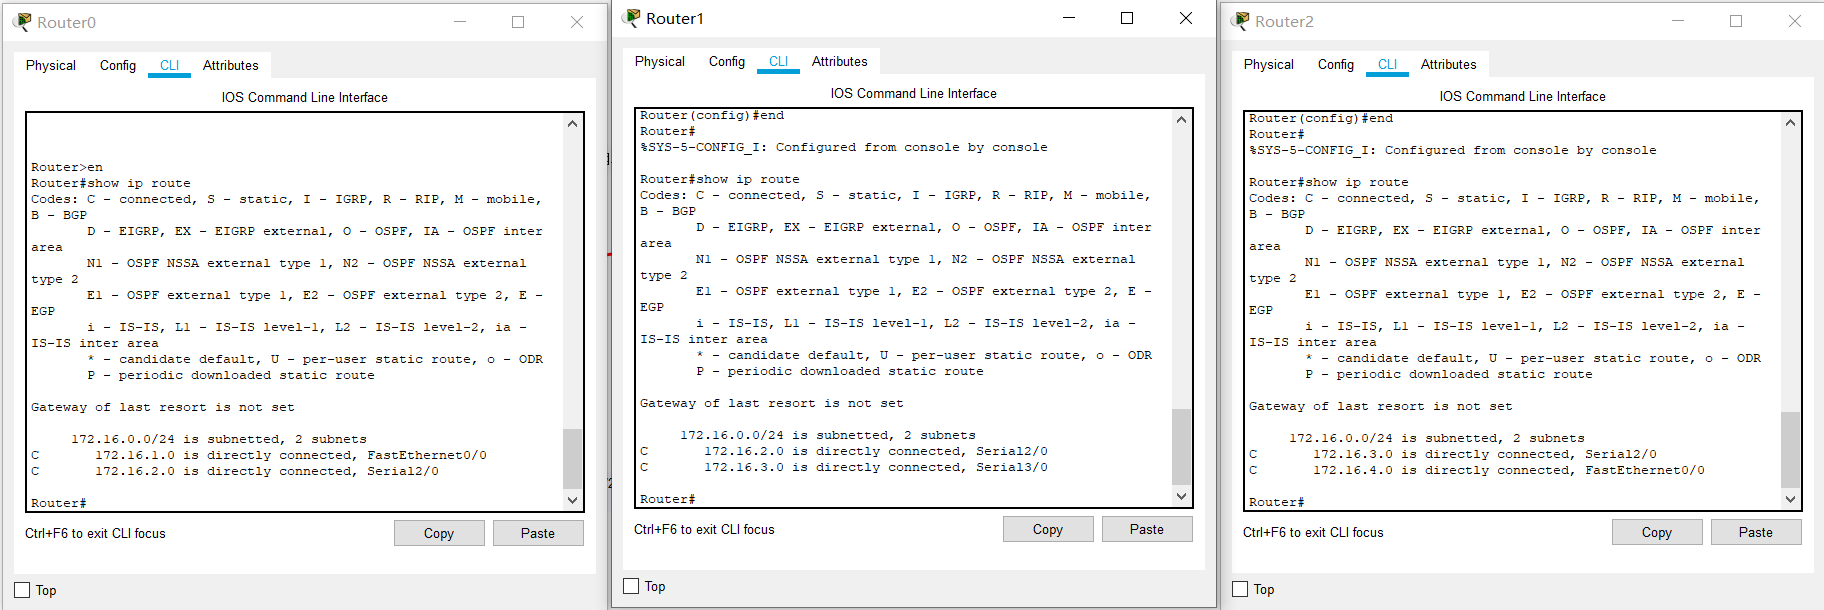 Router0
Physical
Config
CLI
Attributes
IOS Command Line Interface
Router>en
Router#show ip route
Codes: C - connected, S - static, I - IGRP, R - RIP, M - mobile,
B - BGP
D - EIGRP, EX - EIGRP external, O - OSPF, IA - OSPF inter
area
N1 - OSPF NSSA external type 1, N2 - OSPF NSSA external
type 2
E1 - OSPF external type 1, E2 - OSPF external type 2, E -
EGP
i - IS-IS, L1 - IS-IS level-1, L2 - IS-IS level-2, ia -
IS-IS inter area
* - candidate default, U - per-user static route, o - ODR
P - periodic downloaded static route
Gateway of last resort is not set
172.16.0.0/24 is subnetted, 2 subnets
C 172.16.1.0 is directly connected, FastEthernet0/0
C 172.16.2.0 is directly connected, Serial2/0
Router#
Ctrl+F6 to exit CLI focus
Copy
Paste
Top
Router1
Physical
Config
CLI
Attributes
IOS Command Line Interface
Router(config)#end
Router#
%SYS-5-CONFIG_I: Configured from console by console
Router#show ip route
Codes: C - connected, S - static, I - IGRP, R - RIP, M - mobile,
B - BGP
D - EIGRP, EX - EIGRP external, O - OSPF, IA - OSPF inter
area
N1 - OSPF NSSA external type 1, N2 - OSPF NSSA external
type 2
E1 - OSPF external type 1, E2 - OSPF external type 2, E -
EGP
i - IS-IS, L1 - IS-IS level-1, L2 - IS-IS level-2, ia -
IS-IS inter area
* - candidate default, U - per-user static route, o - ODR
P - periodic downloaded static route
Gateway of last resort is not set
172.16.0.0/24 is subnetted, 2 subnets
C 172.16.2.0 is directly connected, Serial2/0
C 172.16.3.0 is directly connected, Serial3/0
Router#
Ctrl+F6 to exit CLI focus
Copy
Paste
Top
Router2
Physical
Config
CLI
Attributes
IOS Command Line Interface
Router(config)#end
Router#
%SYS-5-CONFIG_I: Configured from console by console
Router#show ip route
Codes: C - connected, S - static, I - IGRP, R - RIP, M - mobile,
B - BGP
D - EIGRP, EX - EIGRP external, O - OSPF, IA - OSPF inter
area
N1 - OSPF NSSA external type 1, N2 - OSPF NSSA external
type 2
E1 - OSPF external type 1, E2 - OSPF external type 2, E -
EGP
i - IS-IS, L1 - IS-IS level-1, L2 - IS-IS level-2, ia -
IS-IS inter area
* - candidate default, U - per-user static route, o - ODR
P - periodic downloaded static route
Gateway of last resort is not set
172.16.0.0/24 is subnetted, 2 subnets
C 172.16.3.0 is directly connected, Serial2/0
C 172.16.4.0 is directly connected, FastEthernet0/0
Router#
Ctrl+F6 to exit CLI focus
Copy
Paste
Top